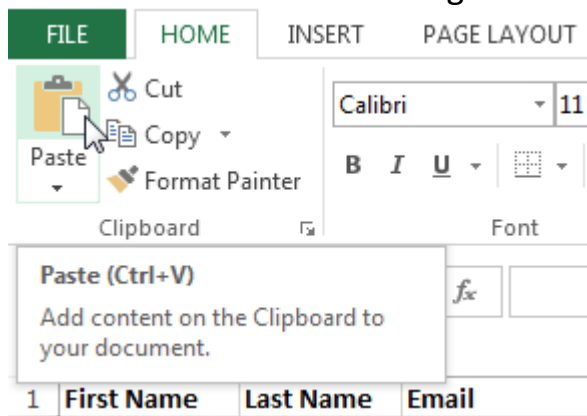 FILE HOME INSERT PAGE LAYOUT
Cut
Calibri 11
Copy
Paste
B I U
Format Painter
Clipboard Font
Paste (Ctrl+V)
fx
Add content on the Clipboard to
your document.
1 First Name Last Name Email